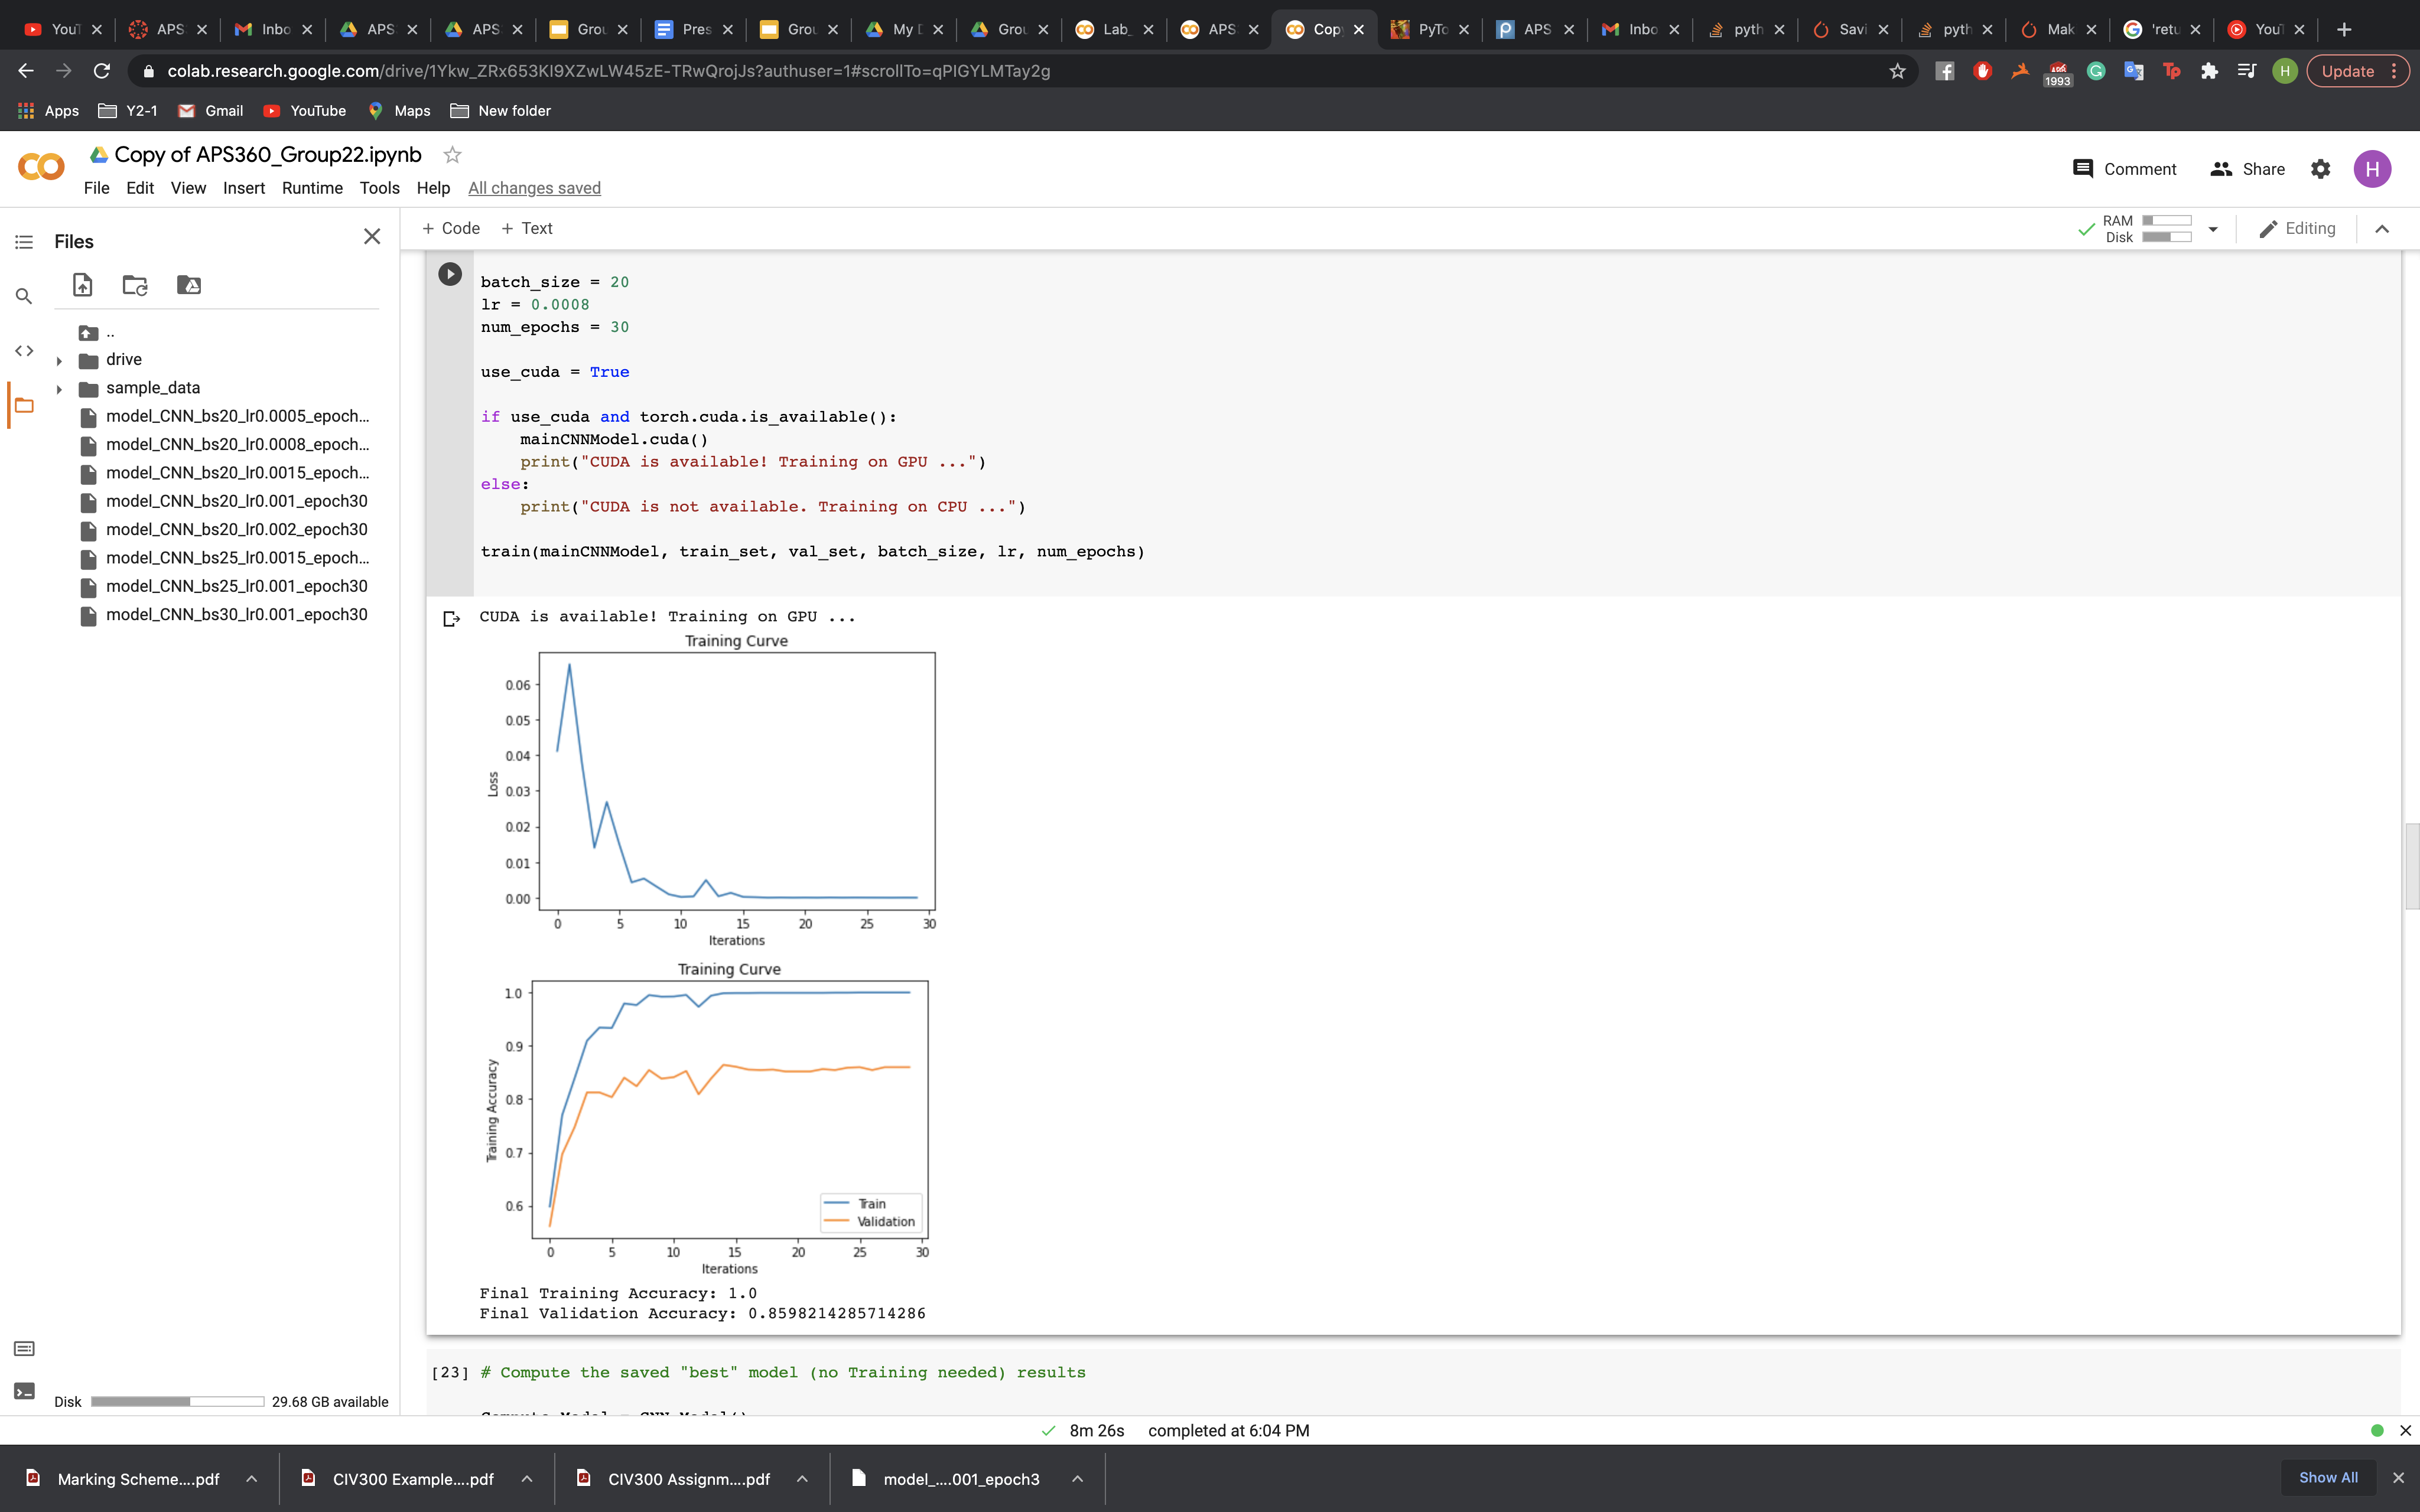 YouT
APS
Inbo
APS
APS
Grou
Pres
Grou
My D
Grou
Lab_
APS
Cop
PyTo
APS
Inbo
pyth
Savi
pyth
Mak
'retu
YouT
colab.research.google.com/drive/1Ykw_ZRx653KI9XZwLW45zE-TRwQrojJs?authuser=1#scrollTo=qPIGYLMTay2g
1993
H
Update
Apps
Y2-1
Gmail
YouTube
Maps
New folder
Copy of APS360_Group22.ipynb
Comment
Share
H
File Edit View Insert Runtime Tools Help All changes saved
Files
+ Code + Text
RAM
Disk
Editing
..
drive
sample_data
model_CNN_bs20_lr0.0005_epoch...
model_CNN_bs20_lr0.0008_epoch...
model_CNN_bs20_lr0.0015_epoch...
model_CNN_bs20_lr0.001_epoch30
model_CNN_bs20_lr0.002_epoch30
model_CNN_bs25_lr0.0015_epoch...
model_CNN_bs25_lr0.001_epoch30
model_CNN_bs30_lr0.001_epoch30
Disk 29.68 GB available
batch_size = 20
lr = 0.0008
num_epochs = 30
use_cuda = True
if use_cuda and torch.cuda.is_available():
mainCNNModel.cuda()
print("CUDA is available! Training on GPU ...")
else:
print("CUDA is not available. Training on CPU ...")
train(mainCNNModel, train_set, val_set, batch_size, lr, num_epochs)
CUDA is available! Training on GPU ...
Training Curve
0.06
0.05
0.04
0.03
0.02
0.01
0.00
Loss
0 5 10 15 20 25 30
Iterations
Training Curve
1.0
0.9
0.8
0.7
0.6
Training Accuracy
Train
Validation
0 5 10 15 20 25 30
Iterations
Final Training Accuracy: 1.0
Final Validation Accuracy: 0.8598214285714286
[23] # Compute the saved "best" model (no Training needed) results
8m 26s completed at 6:04 PM
Marking Scheme....pdf
CIV300 Example....pdf
CIV300 Assignm....pdf
model_....001_epoch3
Show All